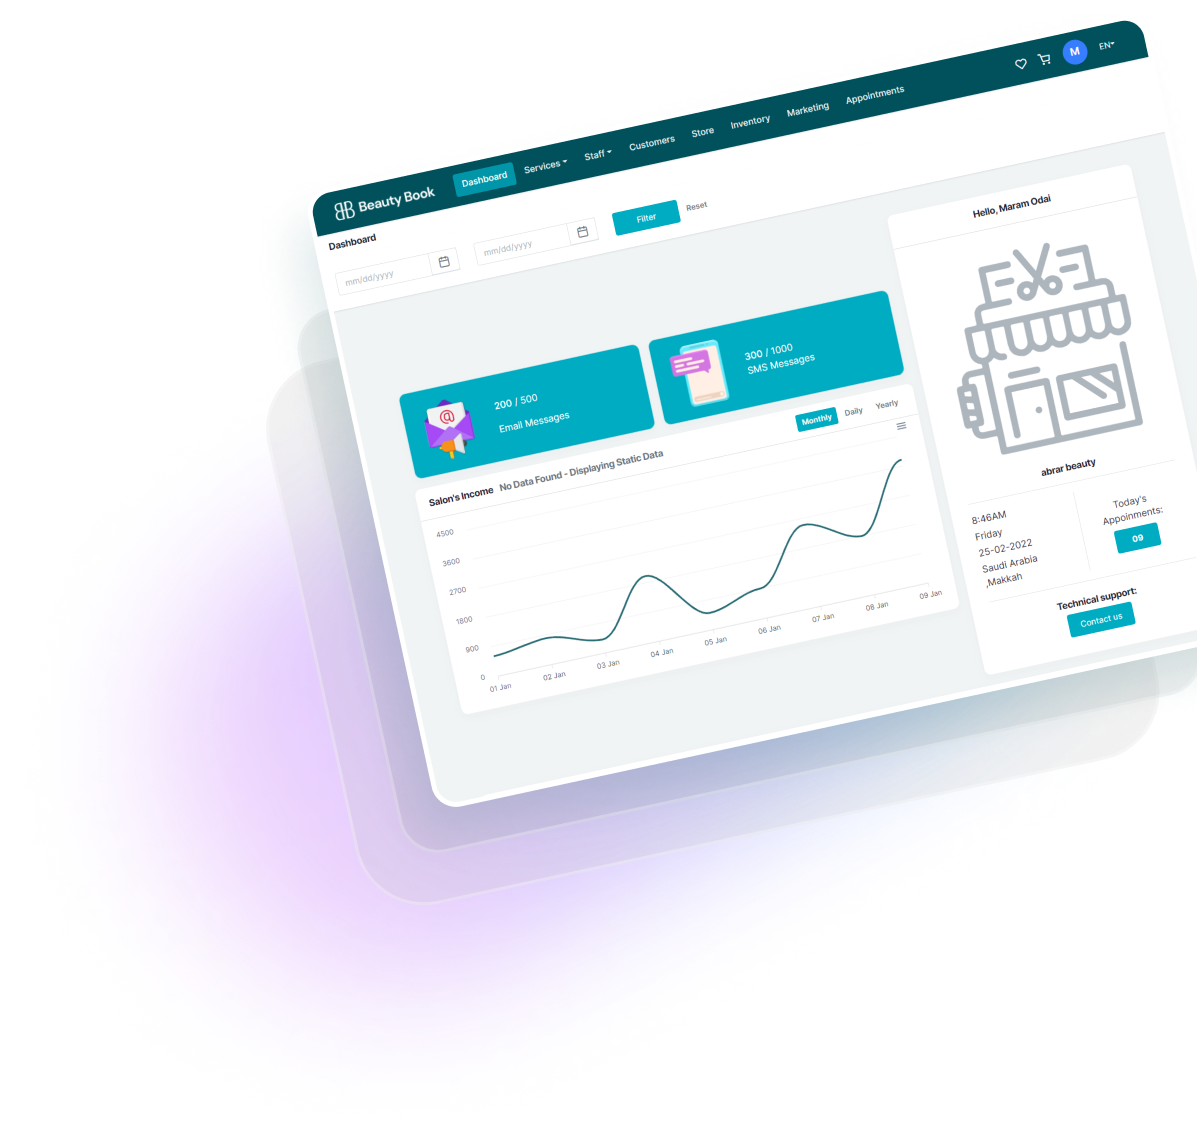 Beauty Book
Dashboard
Services
Staff
Customers
Store
Inventory
Marketing
Appointments
M
EN
Dashboard
mm/dd/yyyy
mm/dd/yyyy
Filter
Reset
200 / 500
Email Messages
@
300 / 1000
SMS Messages
Salon's Income No Data Found - Displaying Static Data
Monthly
Daily
Yearly
4500
3600
2700
1800
900
0
01 Jan
02 Jan
03 Jan
04 Jan
05 Jan
06 Jan
07 Jan
08 Jan
09 Jan
Hello, Maram Odai
abrar beauty
8:46AM
Friday
25-02-2022
Saudi Arabia
,Makkah
Today's
Appoinments:
09
Technical support:
Contact us